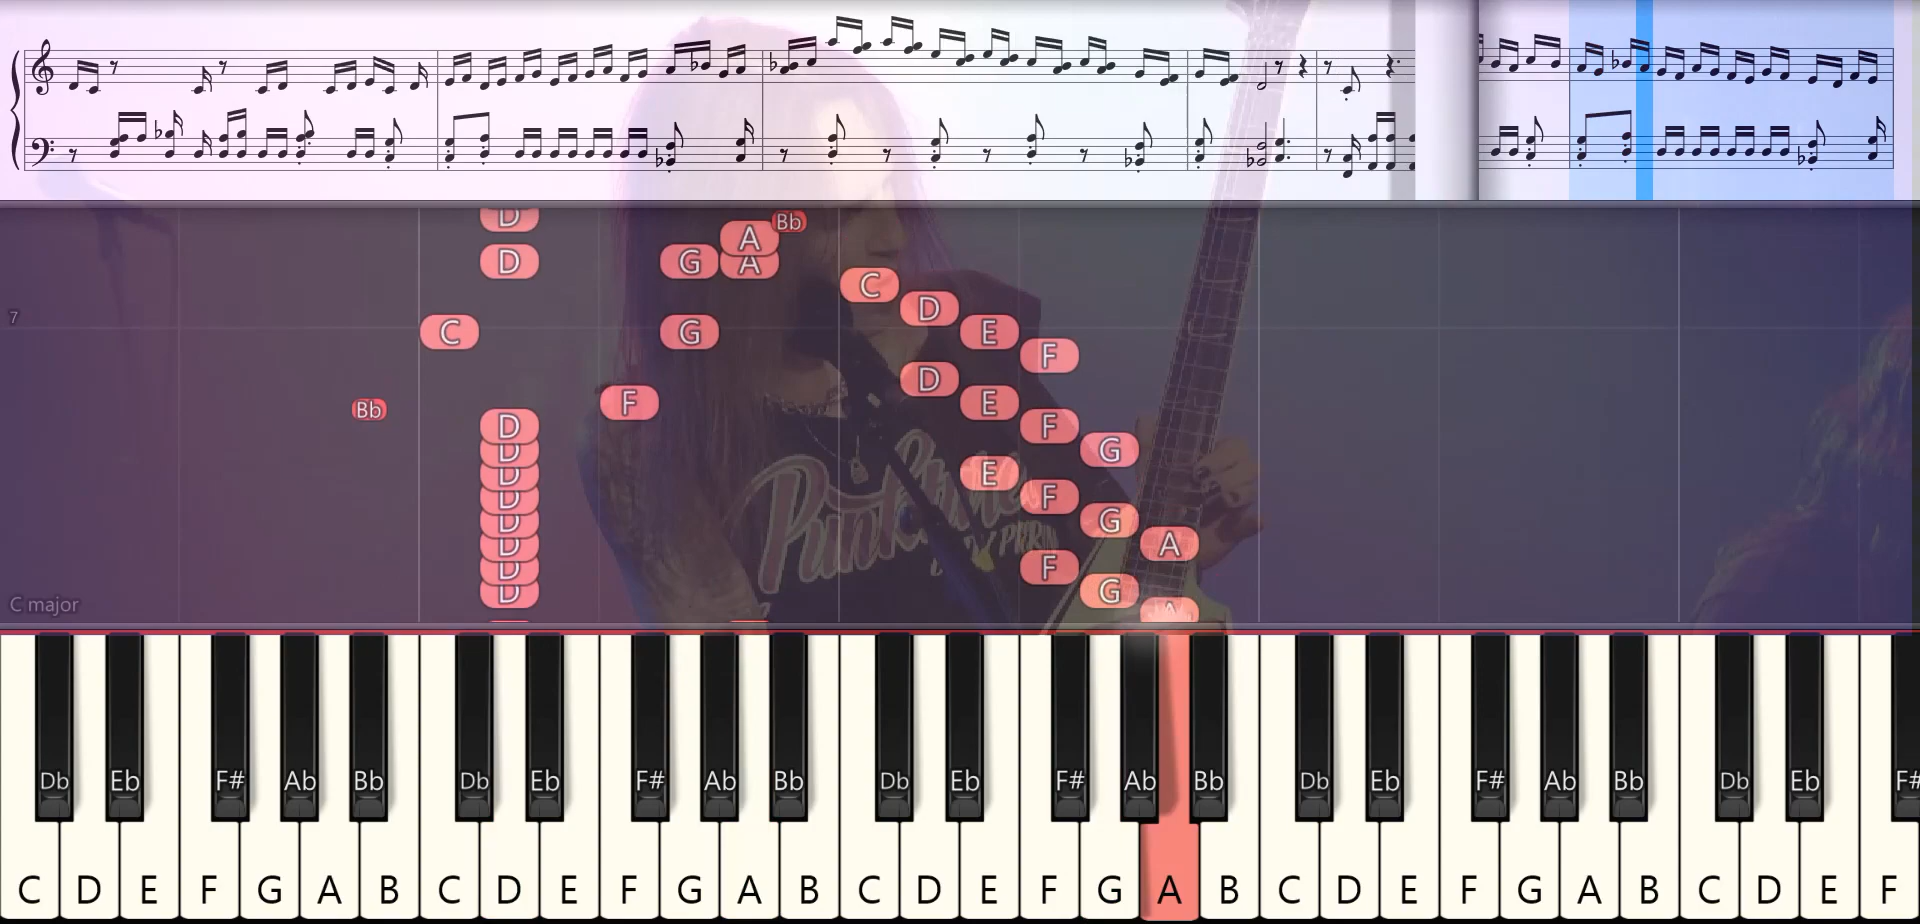 D
Bb
A
D G A
C
D
7
C G E
F
D
F E
Bb
D F
D G
D E
D F
D G
D A
D F
D G
C major
A
Db Eb F# Ab Bb Db Eb F# Ab Bb Db Eb F# Ab Bb Db Eb F# Ab Bb Db Eb F#
C D E F G A B C D E F G A B C D E F G A B C D E F G A B C D E F